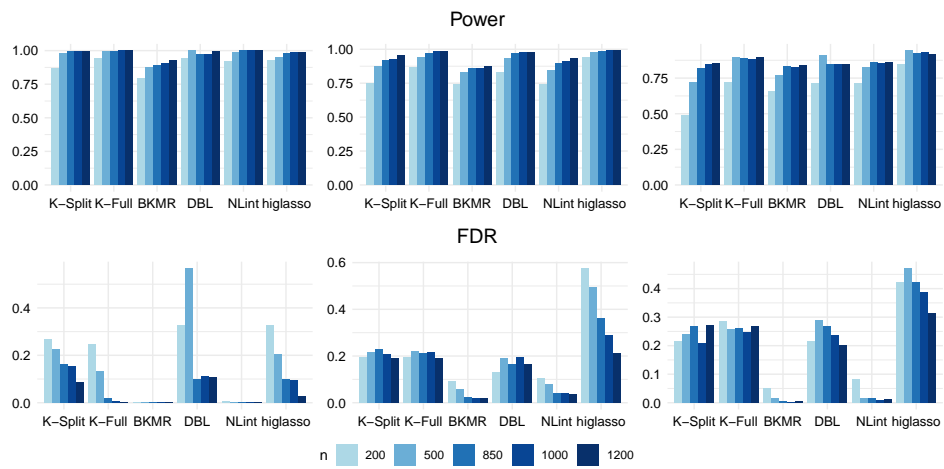 Power
1.00
0.75
0.50
0.25
0.00
K−Split K−Full BKMR DBL NLint higlasso
1.00
0.75
0.50
0.25
0.00
K−Split K−Full BKMR DBL NLint higlasso
0.75
0.50
0.25
0.00
K−Split K−Full BKMR DBL NLint higlasso
FDR
0.4
0.2
0.0
K−Split K−Full BKMR DBL NLint higlasso
0.6
0.4
0.2
0.0
K−Split K−Full BKMR DBL NLint higlasso
0.4
0.3
0.2
0.1
0.0
K−Split K−Full BKMR DBL NLint higlasso
n 200 500 850 1000 1200